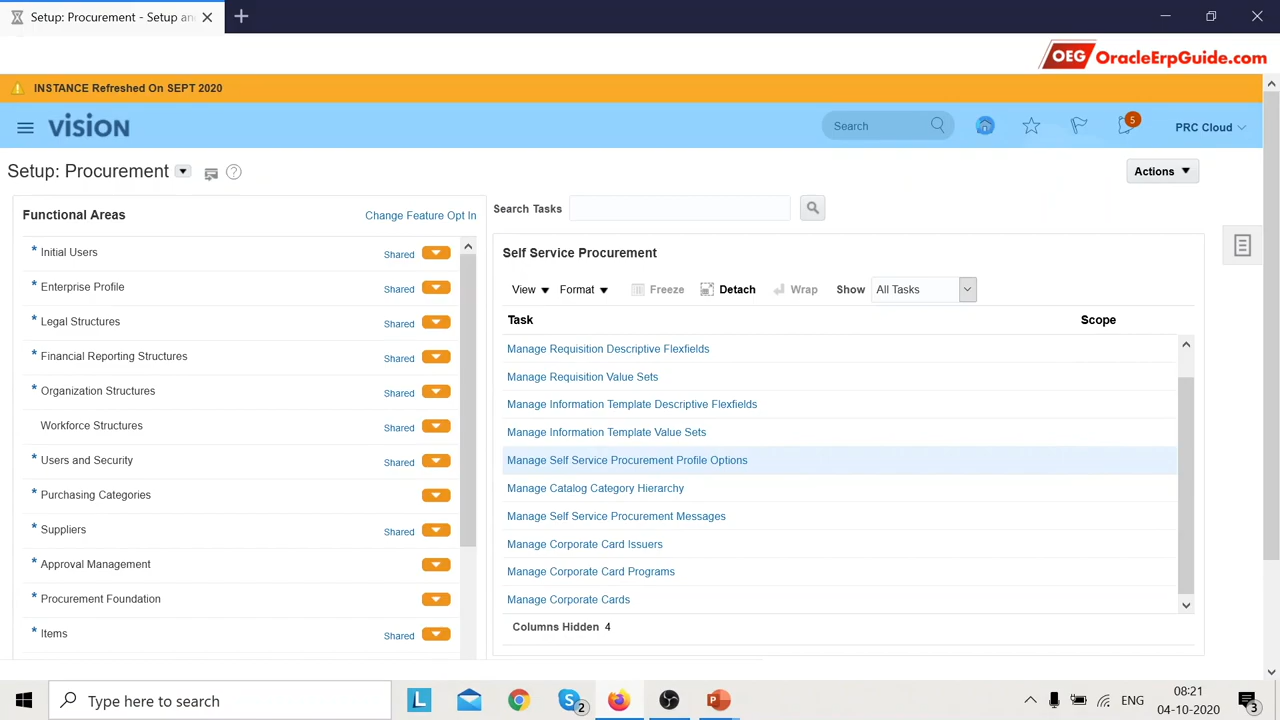 Setup: Procurement - Setup an
OEG OracleErpGuide.com
INSTANCE Refreshed On SEPT 2020
VISION
Search
5
PRC Cloud
Setup: Procurement
?
Actions
Functional Areas
Change Feature Opt In
* Initial Users Shared
* Enterprise Profile Shared
* Legal Structures Shared
* Financial Reporting Structures Shared
* Organization Structures Shared
Workforce Structures Shared
* Users and Security Shared
* Purchasing Categories
* Suppliers Shared
* Approval Management
* Procurement Foundation
* Items Shared
Search Tasks
Self Service Procurement
View Format Freeze Detach Wrap Show All Tasks
Task Scope
Manage Requisition Descriptive Flexfields
Manage Requisition Value Sets
Manage Information Template Descriptive Flexfields
Manage Information Template Value Sets
Manage Self Service Procurement Profile Options
Manage Catalog Category Hierarchy
Manage Self Service Procurement Messages
Manage Corporate Card Issuers
Manage Corporate Card Programs
Manage Corporate Cards
Columns Hidden 4
Type here to search
L
S 2
P
ENG
08:21
04-10-2020
3